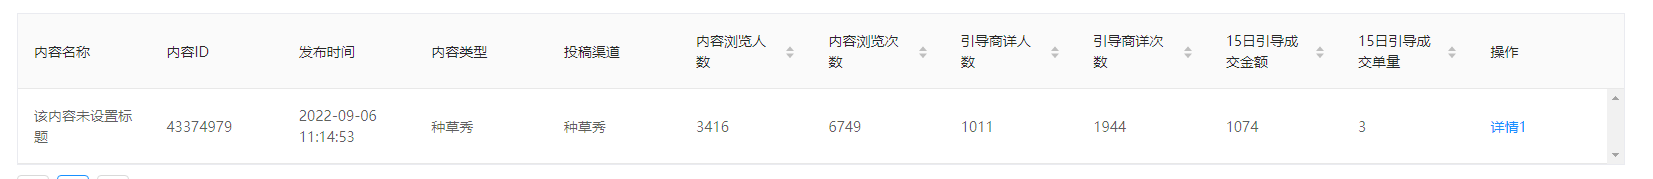 内容名称
内容ID
发布时间
内容类型
投稿渠道
内容浏览人
数
内容浏览次
数
引导商详人
数
引导商详次
数
15日引导成
交金额
15日引导成
交单量
操作
该内容未设置标
题
43374979
2022-09-06
11:14:53
种草秀
种草秀
3416
6749
1011
1944
1074
3
详情1